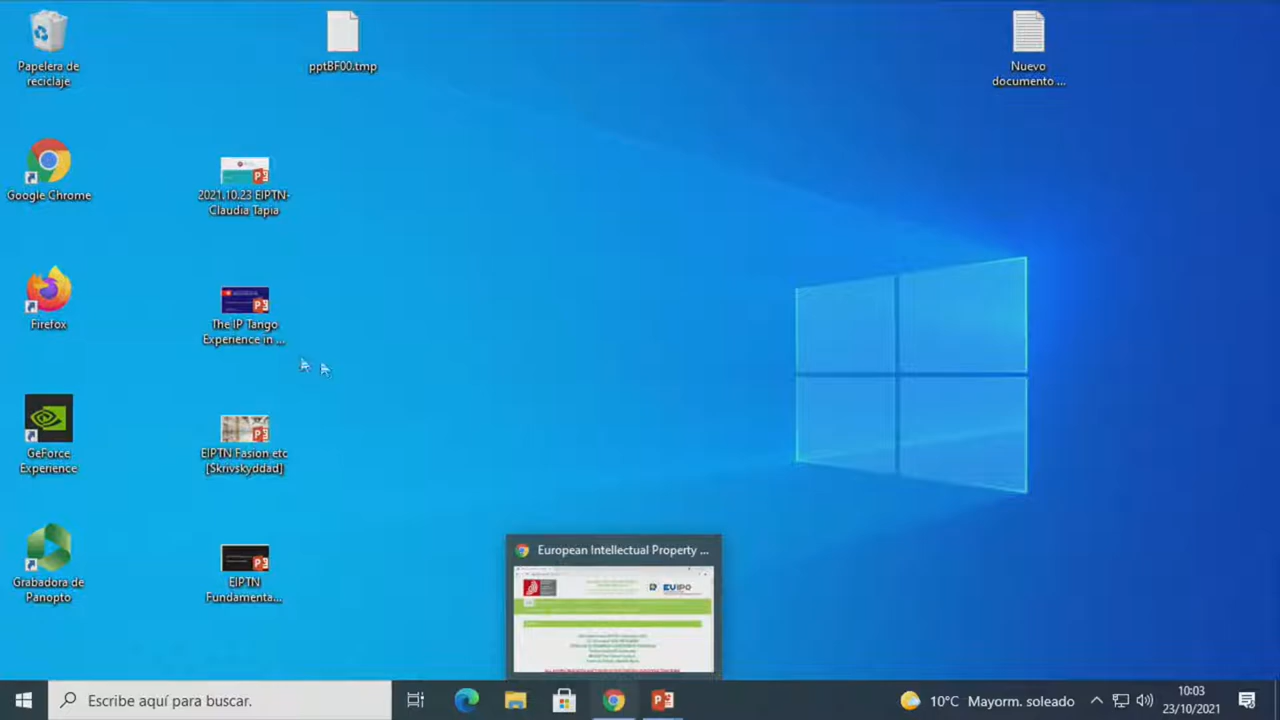 Papelera de
reciclaje
pptBF00.tmp
Nuevo
documento ...
Google Chrome
2021.10.23 EIPTN-
Claudia Tapia
Firefox
The IP Tango
Experience in ...
GeForce
Experience
EIPTN Fasion etc
[Skrivskyddad]
Grabadora de
Panopto
EIPTN
Fundamenta...
European Intellectual Property ...
EUIPO
Escribe aquí para buscar.
10°C Mayorm. soleado
10:03
23/10/2021